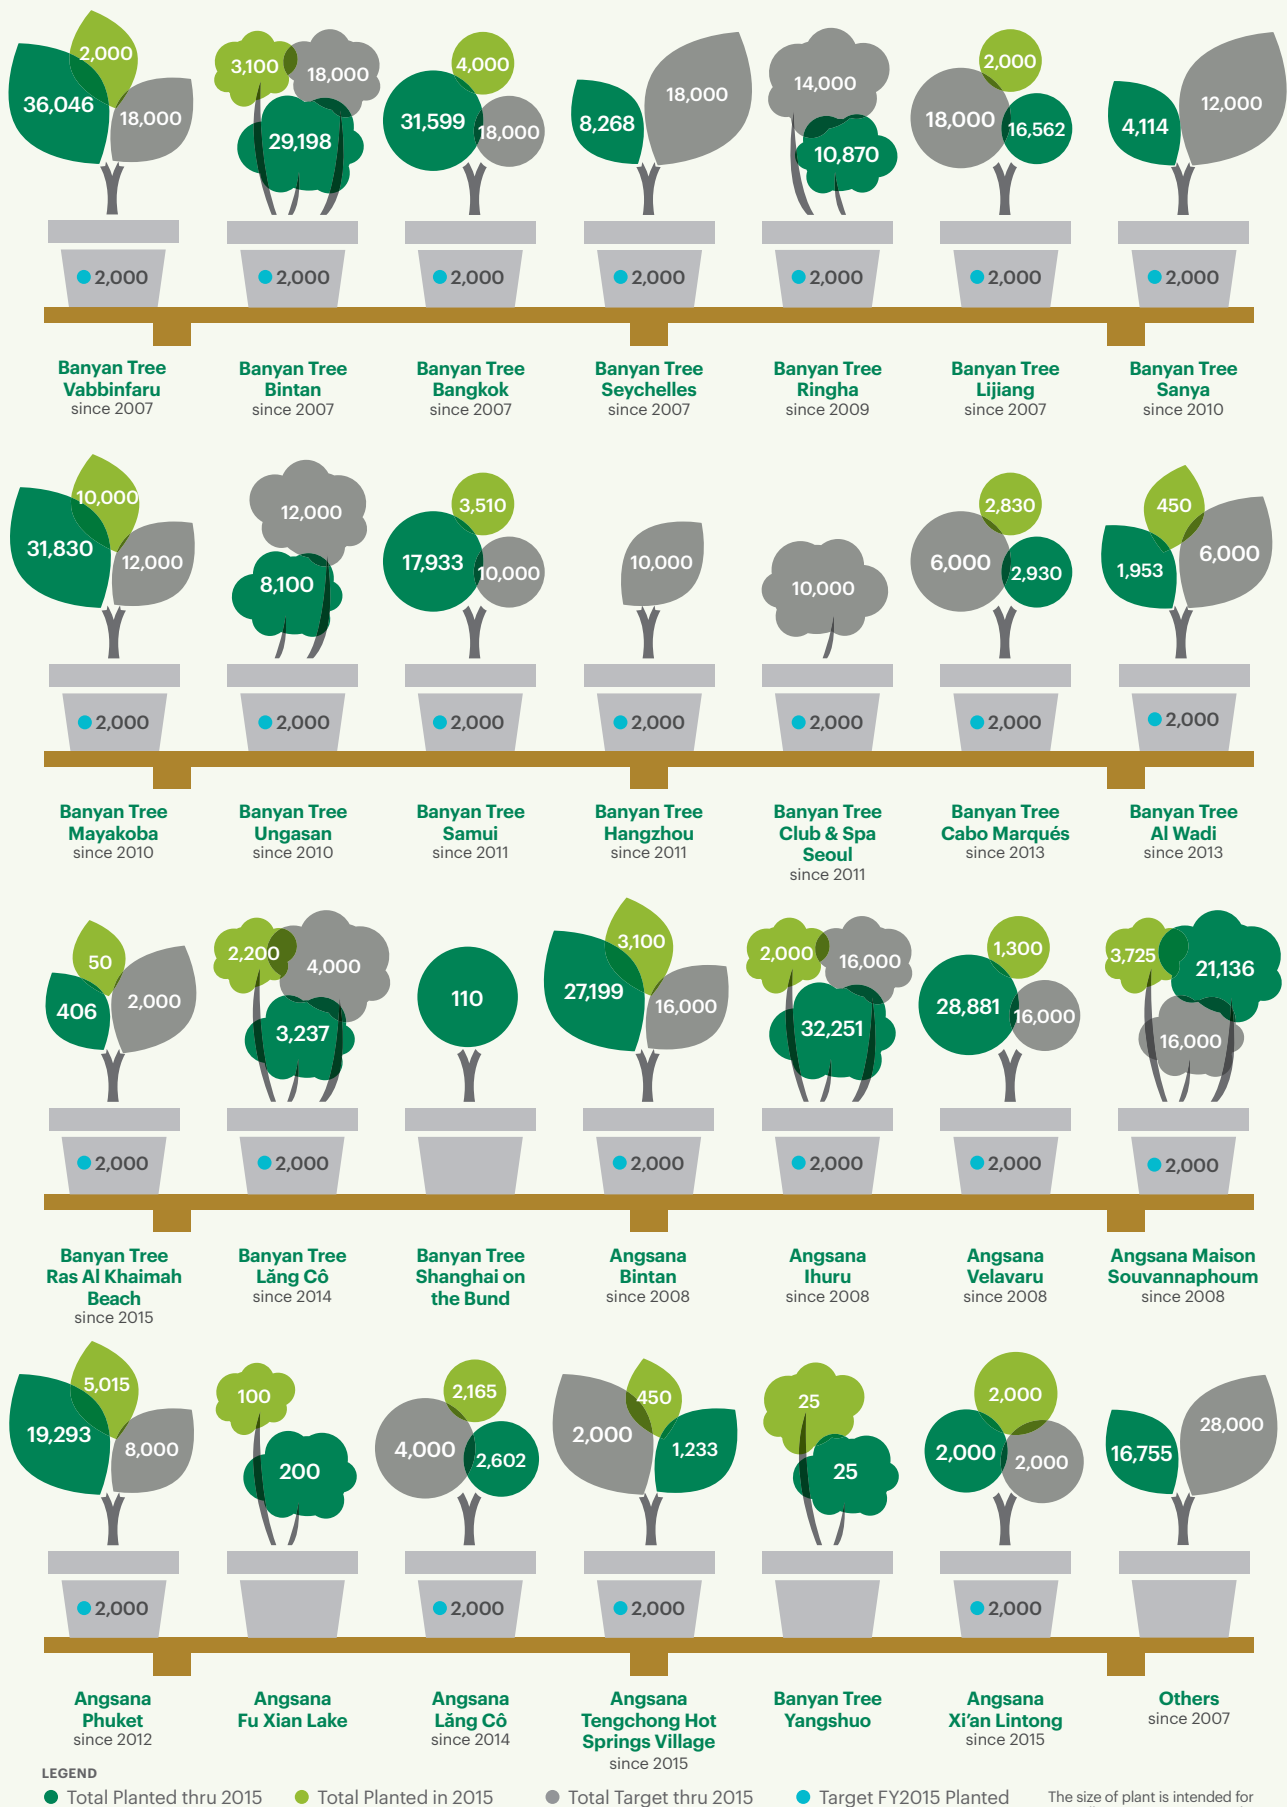 2,000
36,046
18,000
3,100
18,000
29,198
4,000
31,599
18,000
18,000
8,268
14,000
10,870
2,000
18,000
16,562
12,000
4,114
2,000
2,000
2,000
2,000
2,000
2,000
2,000
Banyan Tree
Vabbinfaru
since 2007
Banyan Tree
Bintan
since 2007
Banyan Tree
Bangkok
since 2007
Banyan Tree
Seychelles
since 2007
Banyan Tree
Ringha
since 2009
Banyan Tree
Lijiang
since 2007
Banyan Tree
Sanya
since 2010
10,000
31,830
12,000
12,000
8,100
3,510
17,933
10,000
10,000
10,000
2,830
6,000
2,930
450
1,953
6,000
2,000
2,000
2,000
2,000
2,000
2,000
2,000
Banyan Tree
Mayakoba
since 2010
Banyan Tree
Ungasan
since 2010
Banyan Tree
Samui
since 2011
Banyan Tree
Hangzhou
since 2011
Banyan Tree
Club & Spa
Seoul
since 2011
Banyan Tree
Cabo Marqués
since 2013
Banyan Tree
Al Wadi
since 2013
50
406
2,000
2,200
4,000
3,237
110
3,100
27,199
16,000
2,000
16,000
32,251
1,300
28,881
16,000
3,725
21,136
16,000
2,000
2,000
2,000
2,000
2,000
2,000
Banyan Tree
Ras Al Khaimah
Beach
since 2015
Banyan Tree
Lăng Cô
since 2014
Banyan Tree
Shanghai on
the Bund
Angsana
Bintan
since 2008
Angsana
Ihuru
since 2008
Angsana
Velavaru
since 2008
Angsana Maison
Souvannaphoum
since 2008
5,015
19,293
8,000
100
200
2,165
4,000
2,602
450
2,000
1,233
25
25
2,000
2,000
2,000
28,000
16,755
2,000
2,000
2,000
2,000
Angsana
Phuket
since 2012
Angsana
Fu Xian Lake
Angsana
Lăng Cô
since 2014
Angsana
Tengchong Hot
Springs Village
since 2015
Banyan Tree
Yangshuo
Angsana
Xi'an Lintong
since 2015
Others
since 2007
LEGEND
Total Planted thru 2015
Total Planted in 2015
Total Target thru 2015
Target FY2015 Planted
The size of plant is intended for